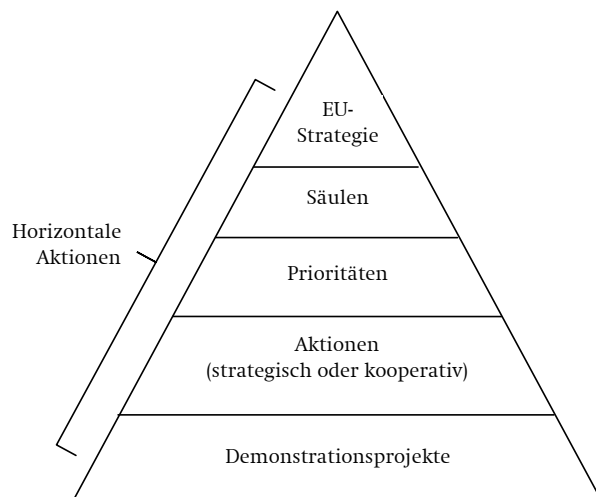 EU-
Strategie
Säulen
Horizontale
Aktionen
Prioritäten
Aktionen
(strategisch oder kooperativ)
Demonstrationsprojekte